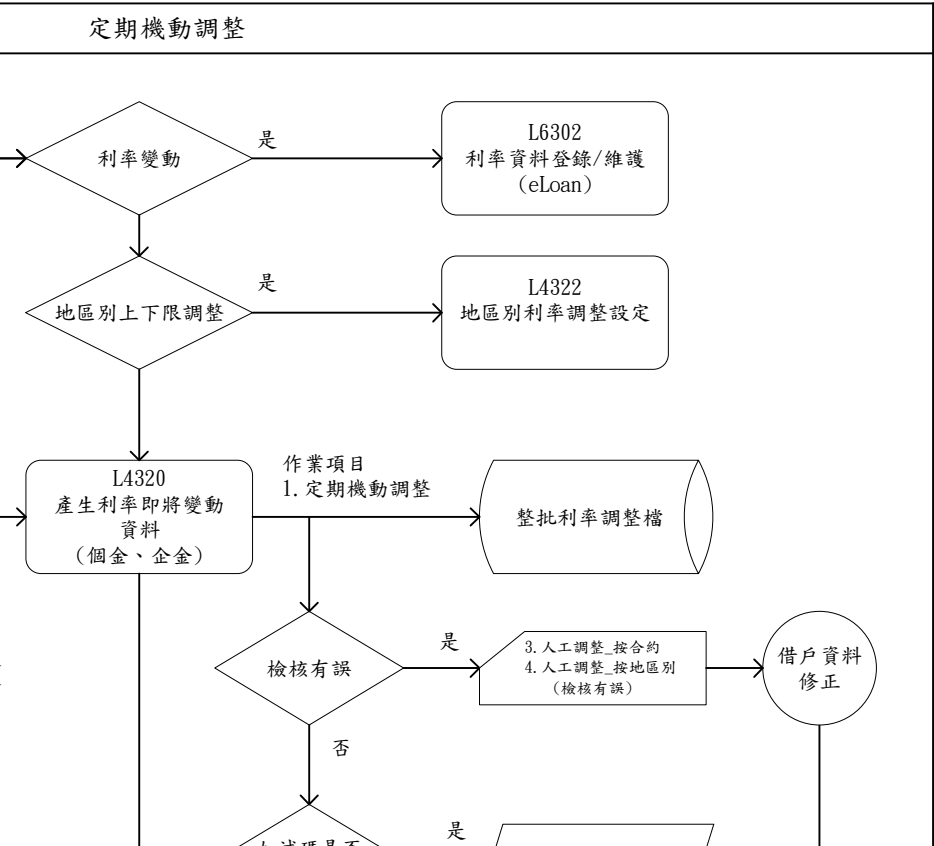 定期機動調整
利率變動
是
L6302
利率資料登錄/維護
(eLoan)
地區別上下限調整
是
L4322
地區別利率調整設定
L4320
產生利率即將變動
資料
(個金、企金)
作業項目
1.定期機動調整
整批利率調整檔
檢核有誤
是
3.人工調整_按合約
4.人工調整_按地區別
(檢核有誤)
借戶資料
修正
否
是